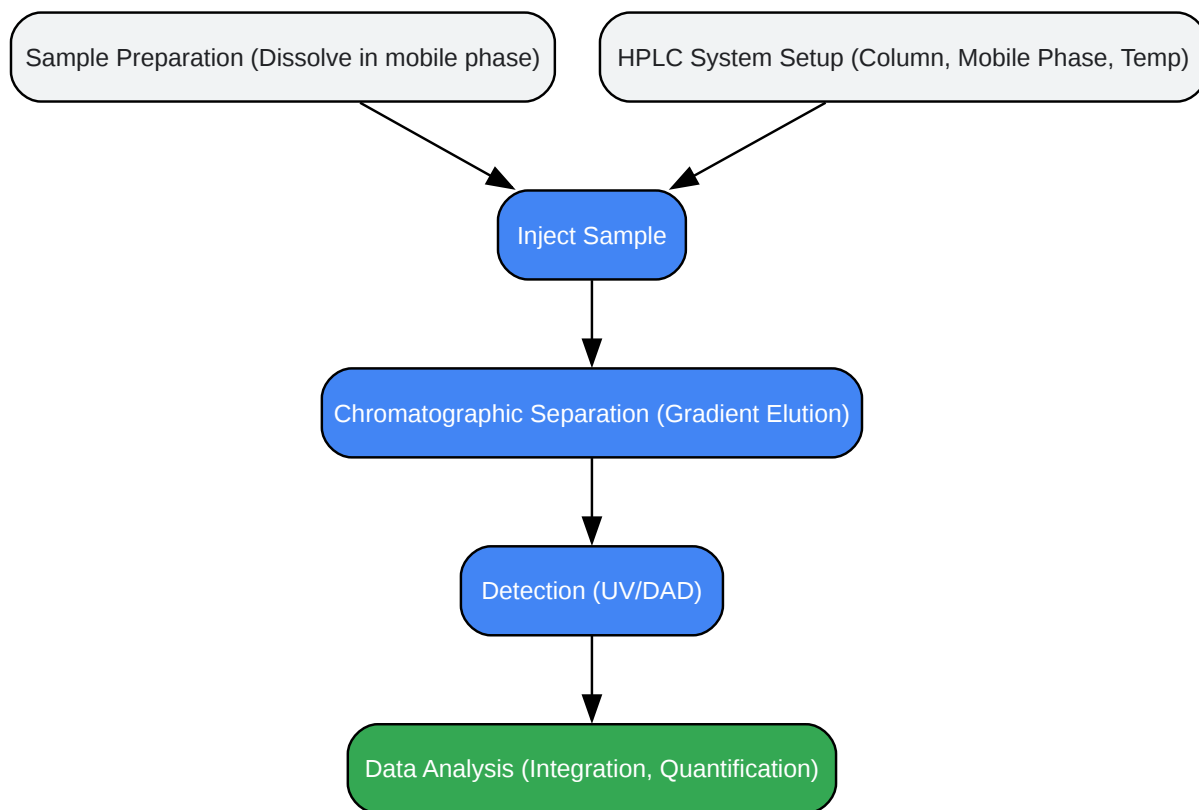 Sample Preparation (Dissolve in mobile phase)
HPLC System Setup (Column, Mobile Phase, Temp)
Inject Sample
Chromatographic Separation (Gradient Elution)
Detection (UV/DAD)
Data Analysis (Integration, Quantification)